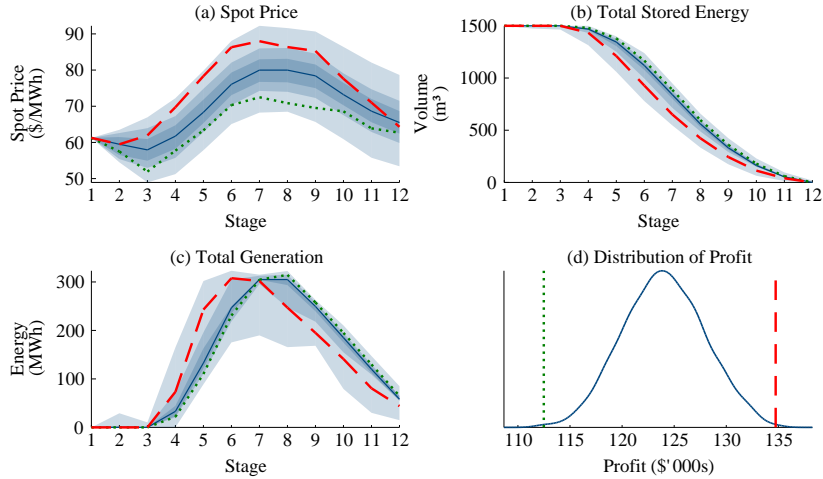 (a) Spot Price
Spot Price
($/MWh)
90
80
70
60
50
1 2 3 4 5 6 7 8 9 10 11 12
Stage
(b) Total Stored Energy
Volume
(m³)
1500
1000
500
0
1 2 3 4 5 6 7 8 9 10 11 12
Stage
(c) Total Generation
Energy
(MWh)
300
200
100
0
1 2 3 4 5 6 7 8 9 10 11 12
Stage
(d) Distribution of Profit
110 115 120 125 130 135
Profit ($'000s)